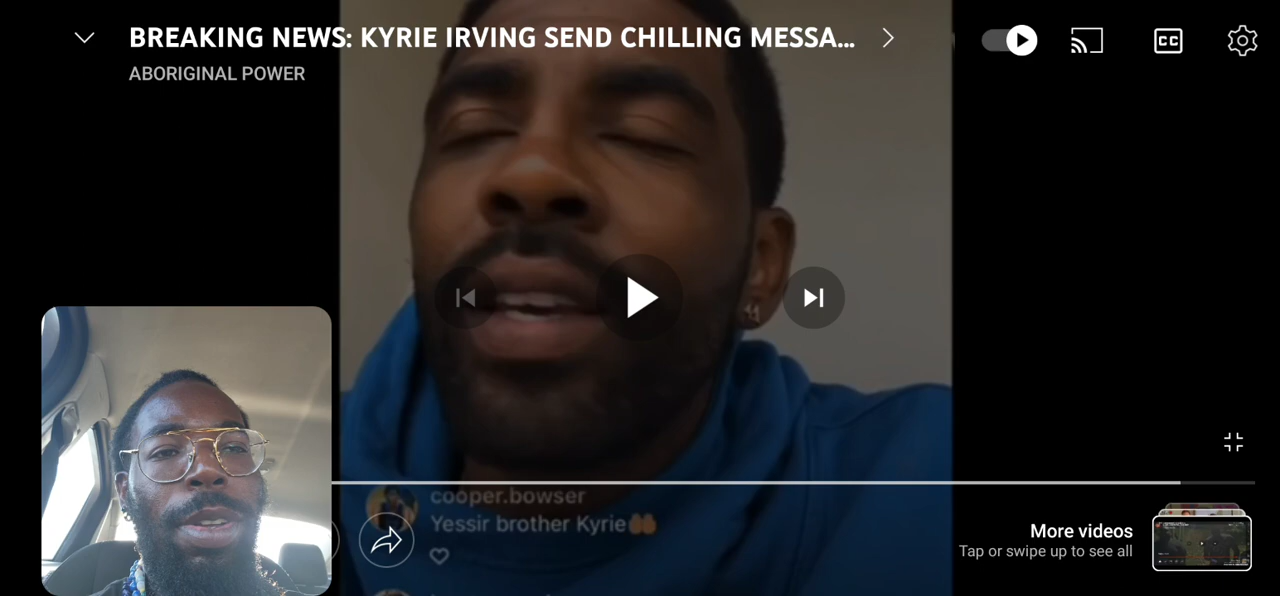 BREAKING NEWS: KYRIE IRVING SEND CHILLING MESSA...
ABORIGINAL POWER
CC
cooper.bowser
Yessir brother Kyrie🤲🏾
More videos
Tap or swipe up to see all